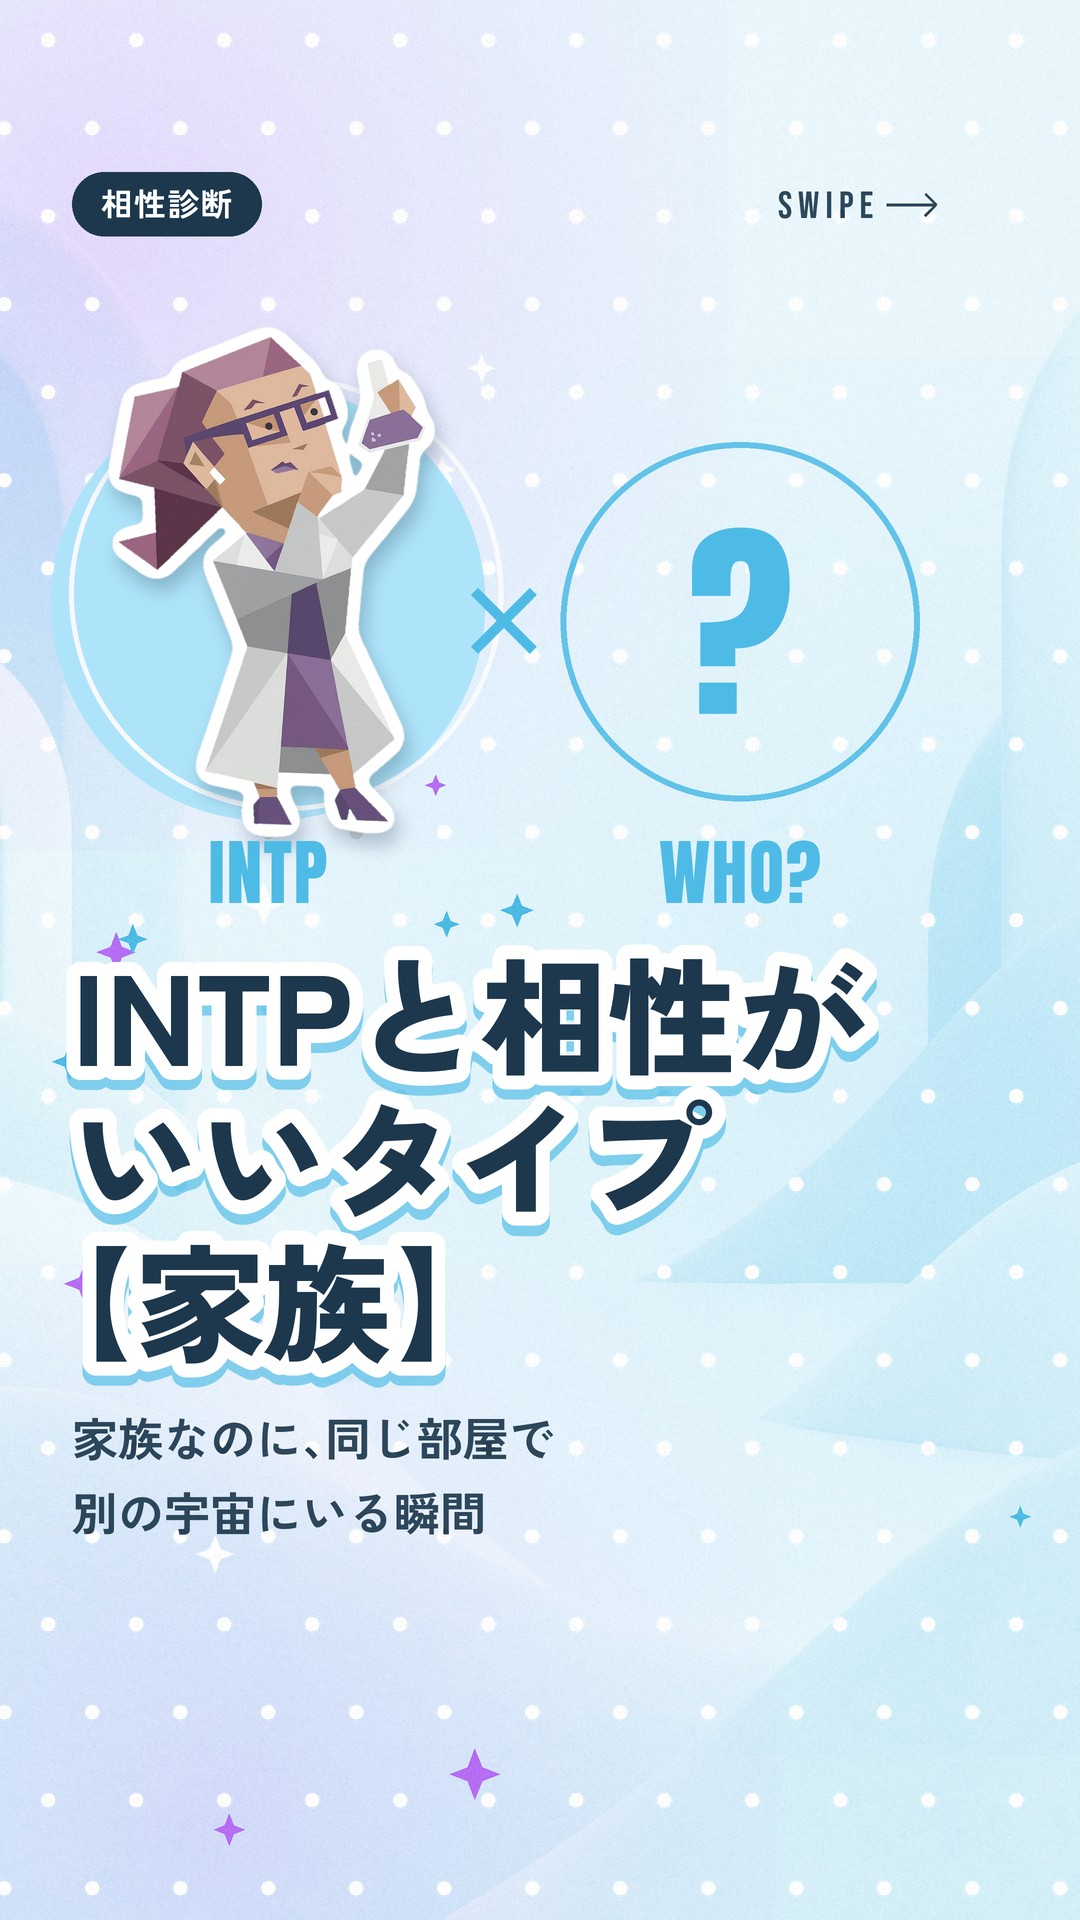 相性診断
SWIPE →
INTP
×
?
WHO?
INTPと相性が
いいタイプ
【家族】
家族なのに、同じ部屋で
別の宇宙にいる瞬間